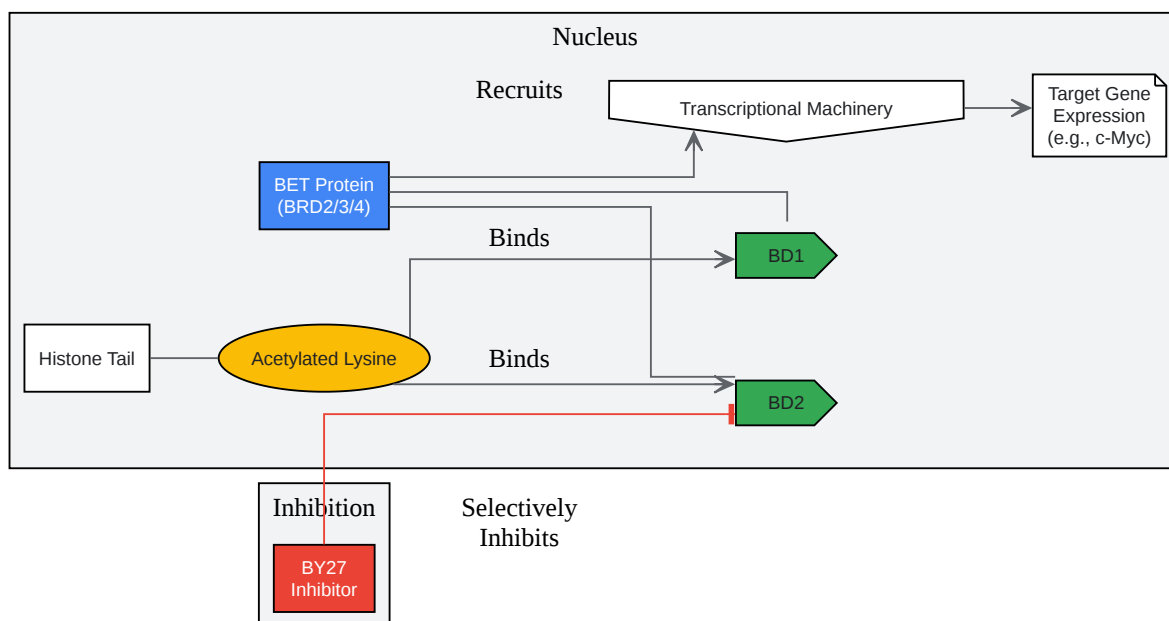 Nucleus
Recruits
Transcriptional Machinery
Target Gene
Expression
(e.g., c-Myc)
BET Protein
(BRD2/3/4)
Binds
BD1
Histone Tail
Acetylated Lysine
Binds
BD2
Inhibition
Selectively
Inhibits
BY27
Inhibitor